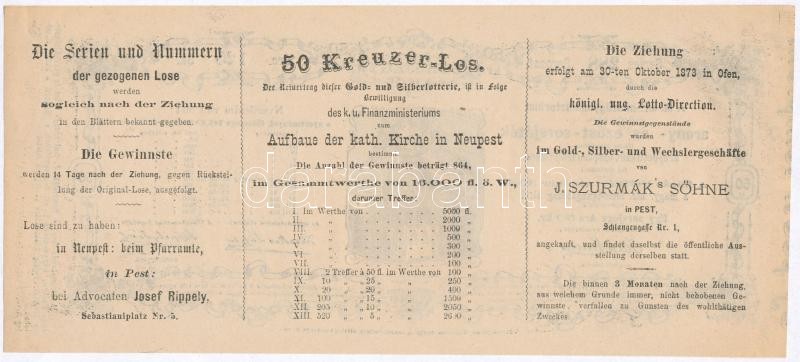 Die Serien und Nummern
der gezogenen Lose
werden
sogleich nach der Ziehung
in den Blättern bekannt gegeben.
Die Gewinnste
werden 14 Tage nach der Ziehung, gegen Rückstel-
lung der Original-Lose, ausgefolgt.
Lose sind zu haben:
in Neupest: beim Pfarramte,
in Pest:
bei Advocaten Josef Rippely,
Sebastianiplatz Nr. 5.
50 Kreuzer-Los.
Der Reinertrag dieser Gold- und Silberlotterie, ist in Folge
Bewilligung
des k. u. Finanzministeriums
zum
Aufbaue der kath. Kirche in Neupest
bestimmt.
Die Anzahl der Gewinnste beträgt 864,
im Gesammtwerthe von 16.000 fl. ö. W.,
darunter Treffer:
I. Im Werthe von 5000 fl.
II. " " 2000 "
III. " " 1000 "
IV. " " 500 "
V. " " 300 "
VI. " " 200 "
VII. " " 100 "
VIII. 2 Treffer à 50 fl. im Werthe von 100 "
IX. 10 " " 25 " " 250 "
X. 20 " " 20 " " 400 "
XI. 100 " " 15 " " 1500 "
XII. 205 " " 10 " " 2050 "
XIII. 520 " " 5 " " 2600 "
Die Ziehung
erfolgt am 30-ten Oktober 1873 in Ofen,
durch die
königl. ung. Lotto-Direction.
Die Gewinnstgegenstände
wurden
im Gold-, Silber- und Wechslergeschäfte
von
J. SZURMÁK's SÖHNE
in PEST,
Schlangengasse Nr. 1,
angekauft, und findet daselbst die öffentliche Aus-
stellung derselben statt.
Die binnen 3 Monaten nach der Ziehung,
aus welchem Grunde immer, nicht behobenen Ge-
winnste verfallen zu Gunsten des wohlthätigen
Zweckes
darabanth